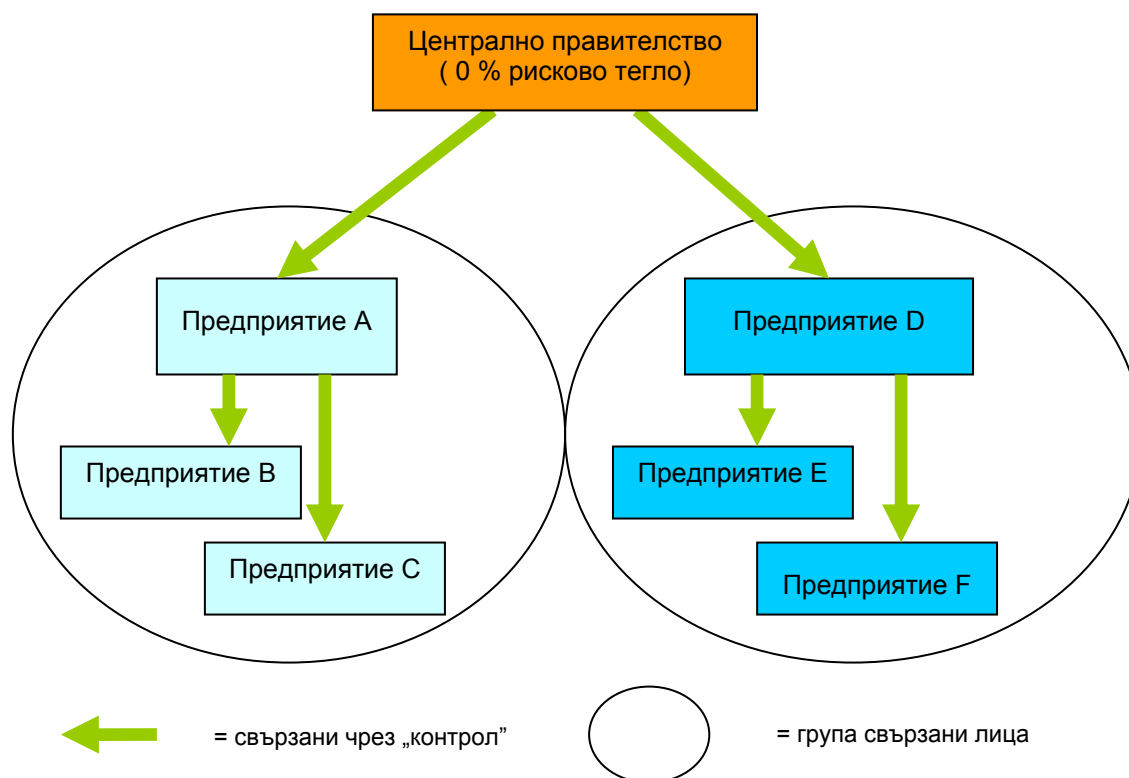 Централно правителство
( 0 % рисково тегло)
Предприятие A
Предприятие D
Предприятие B
Предприятие E
Предприятие C
Предприятие F
= свързани чрез „контрол”
= група свързани лица